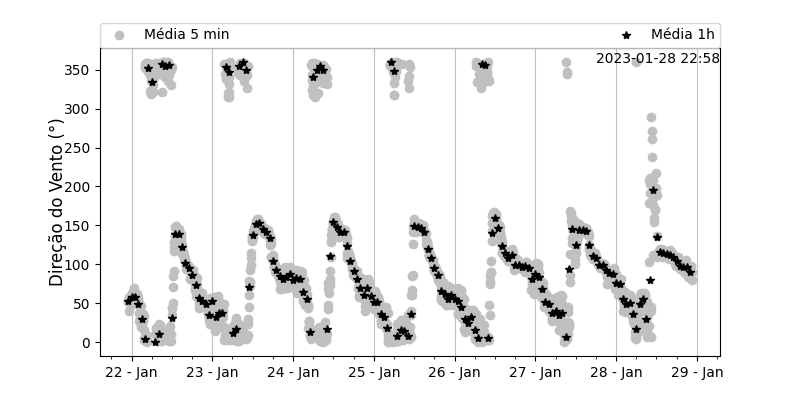 Média 5 min
Média 1h
2023-01-28 22:58
Direção do Vento (°)
350
300
250
200
150
100
50
0
22 - Jan
23 - Jan
24 - Jan
25 - Jan
26 - Jan
27 - Jan
28 - Jan
29 - Jan